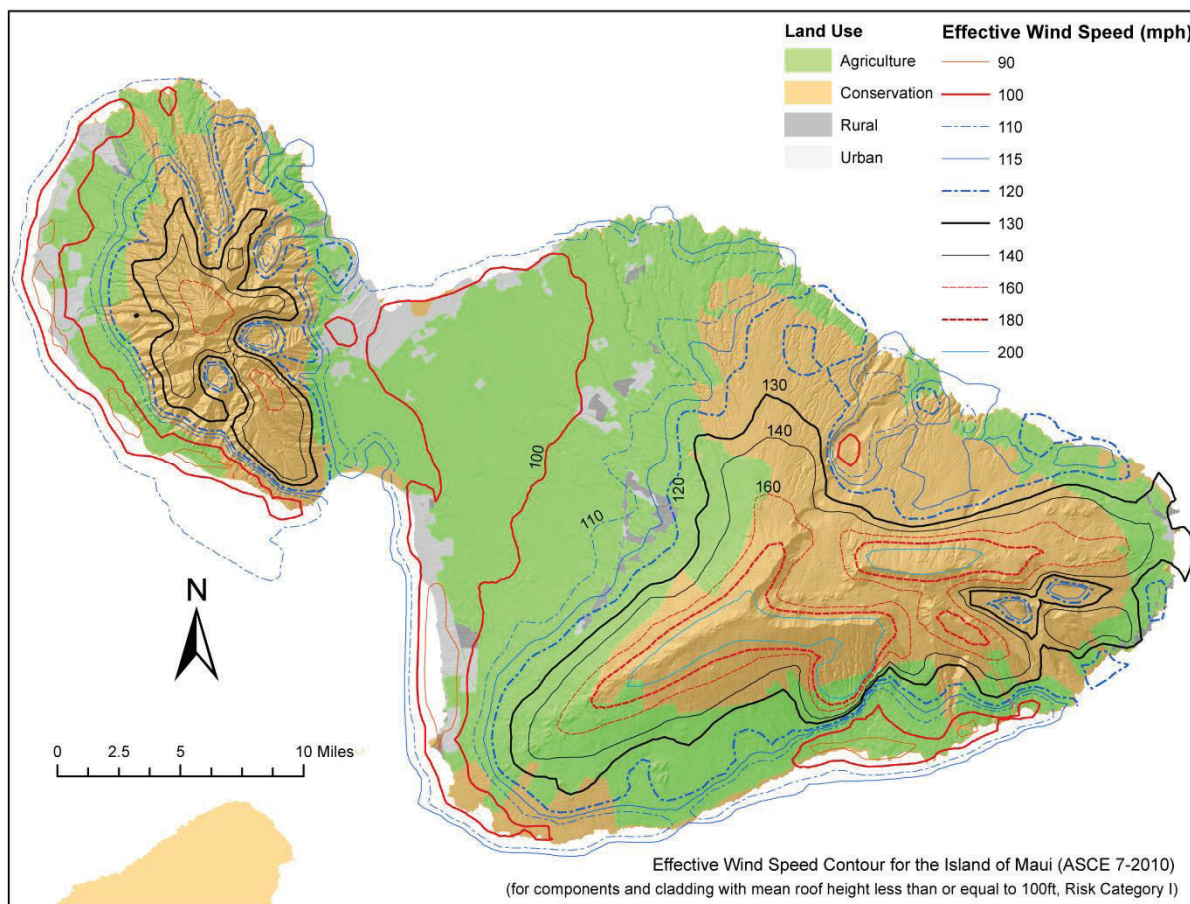 Land Use
Agriculture
Conservation
Rural
Urban
Effective Wind Speed (mph)
90
100
110
115
120
130
140
160
180
200
130
140
160
120
100
110
N
0 2.5 5 10 Miles
Effective Wind Speed Contour for the Island of Maui (ASCE 7-2010)
(for components and cladding with mean roof height less than or equal to 100ft, Risk Category I)